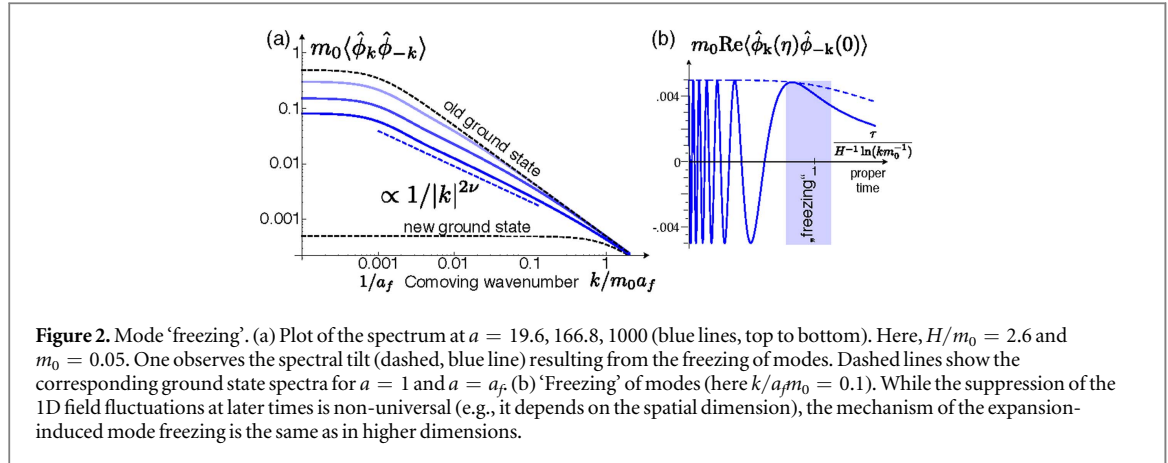 (a)
m₀⟨ϕ̂ₖϕ̂₋ₖ⟩
1
0.1
0.01
0.001
old ground state
∝ 1/|k|²ᵛ
new ground state
0.001 0.01 0.1 1
1/a_f Comoving wavenumber k/m₀a_f
(b)
m₀Re⟨ϕ̂ₖ(η)ϕ̂₋ₖ(0)⟩
.004
0
-.004
τ
H⁻¹ln(km₀⁻¹)
proper
time
1
„freezing“
Figure 2. Mode ‘freezing’. (a) Plot of the spectrum at a = 19.6, 166.8, 1000 (blue lines, top to bottom). Here, H/m₀ = 2.6 and
m₀ = 0.05. One observes the spectral tilt (dashed, blue line) resulting from the freezing of modes. Dashed lines show the
corresponding ground state spectra for a = 1 and a = a_f. (b) ‘Freezing’ of modes (here k/a_fm₀ = 0.1). While the suppression of the
1D field fluctuations at later times is non-universal (e.g., it depends on the spatial dimension), the mechanism of the expansion-
induced mode freezing is the same as in higher dimensions.